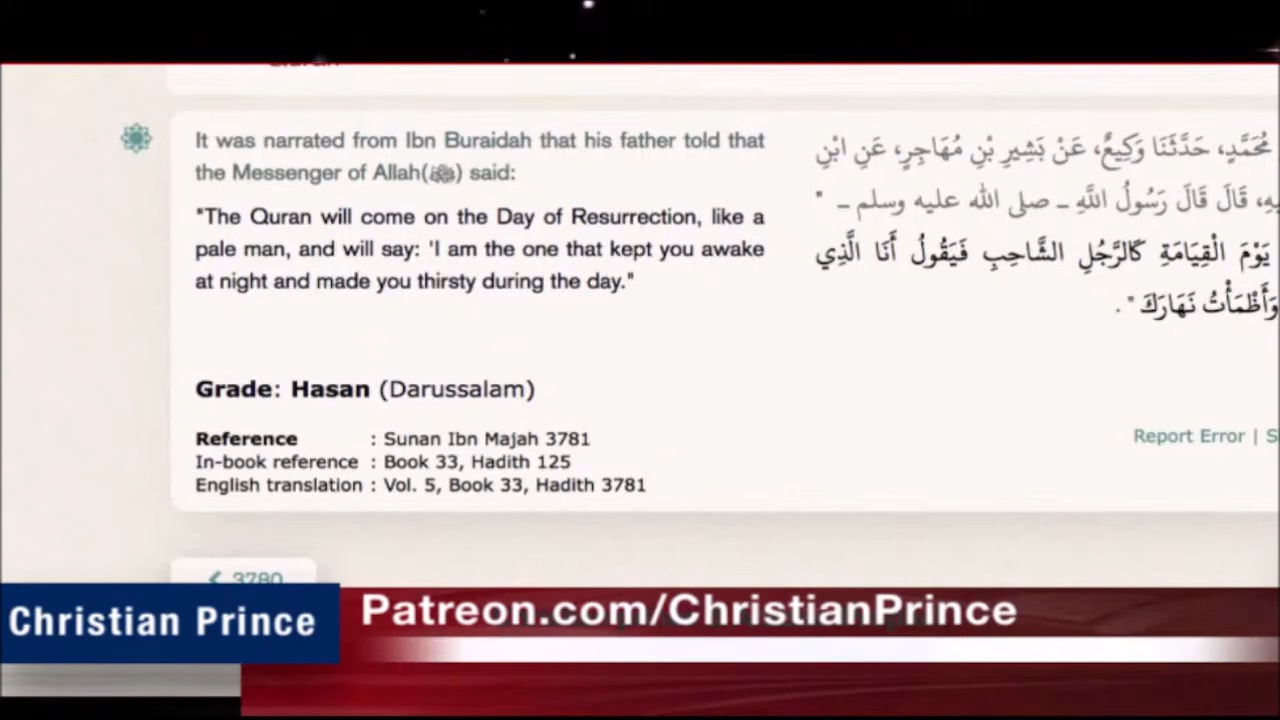 It was narrated from Ibn Buraidah that his father told that
the Messenger of Allah(ﷺ) said:
"The Quran will come on the Day of Resurrection, like a
pale man, and will say: 'I am the one that kept you awake
at night and made you thirsty during the day."
مُحَمَّدٍ، حَدَّثَنَا وَكِيعٌ، عَنْ بَشِيرِ بْنِ مُهَاجِرٍ، عَنِ ابْنِ
قَالَ قَالَ رَسُولُ اللَّهِ ـ صلى الله عليه وسلم ـ "
يَوْمَ الْقِيَامَةِ كَالرَّجُلِ الشَّاحِبِ فَيَقُولُ أَنَا الَّذِي
وَأَظْمَأْتُ نَهَارَكَ " .
Grade: Hasan (Darussalam)
Reference : Sunan Ibn Majah 3781
In-book reference : Book 33, Hadith 125
English translation : Vol. 5, Book 33, Hadith 3781
Report Error | S
< 3780
Christian Prince
Patreon.com/ChristianPrince